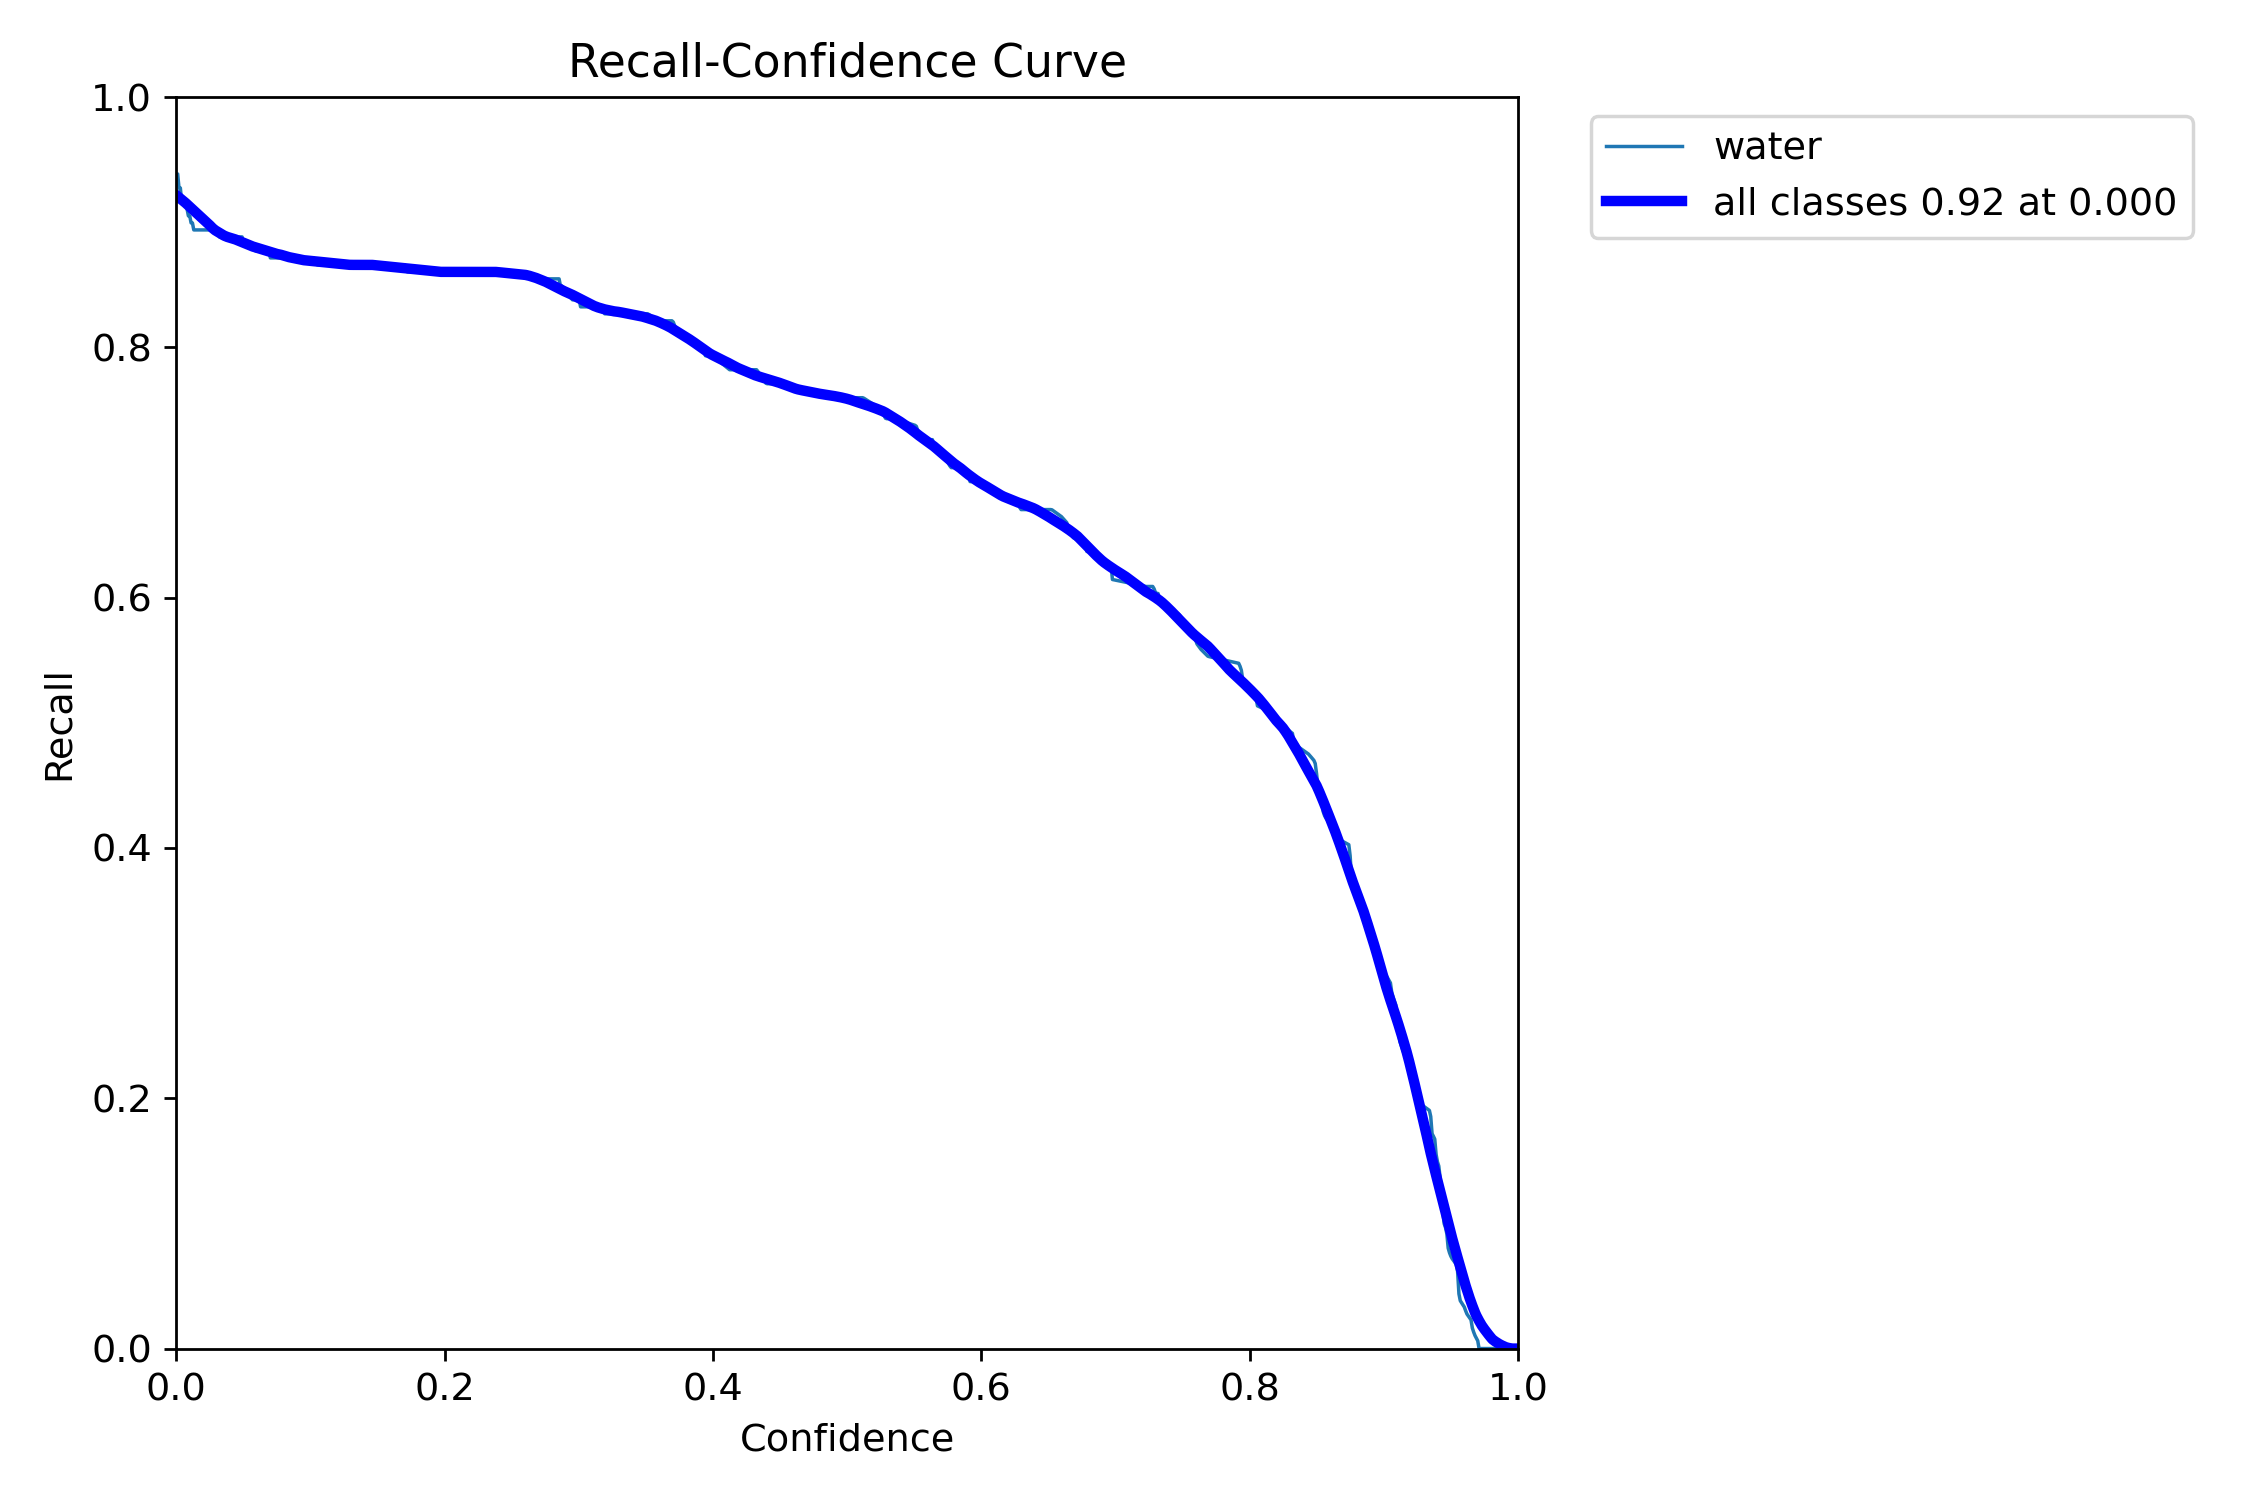 Recall-Confidence Curve
1.0
0.8
0.6
0.4
0.2
0.0
Recall
0.0 0.2 0.4 0.6 0.8 1.0
Confidence
water
all classes 0.92 at 0.000